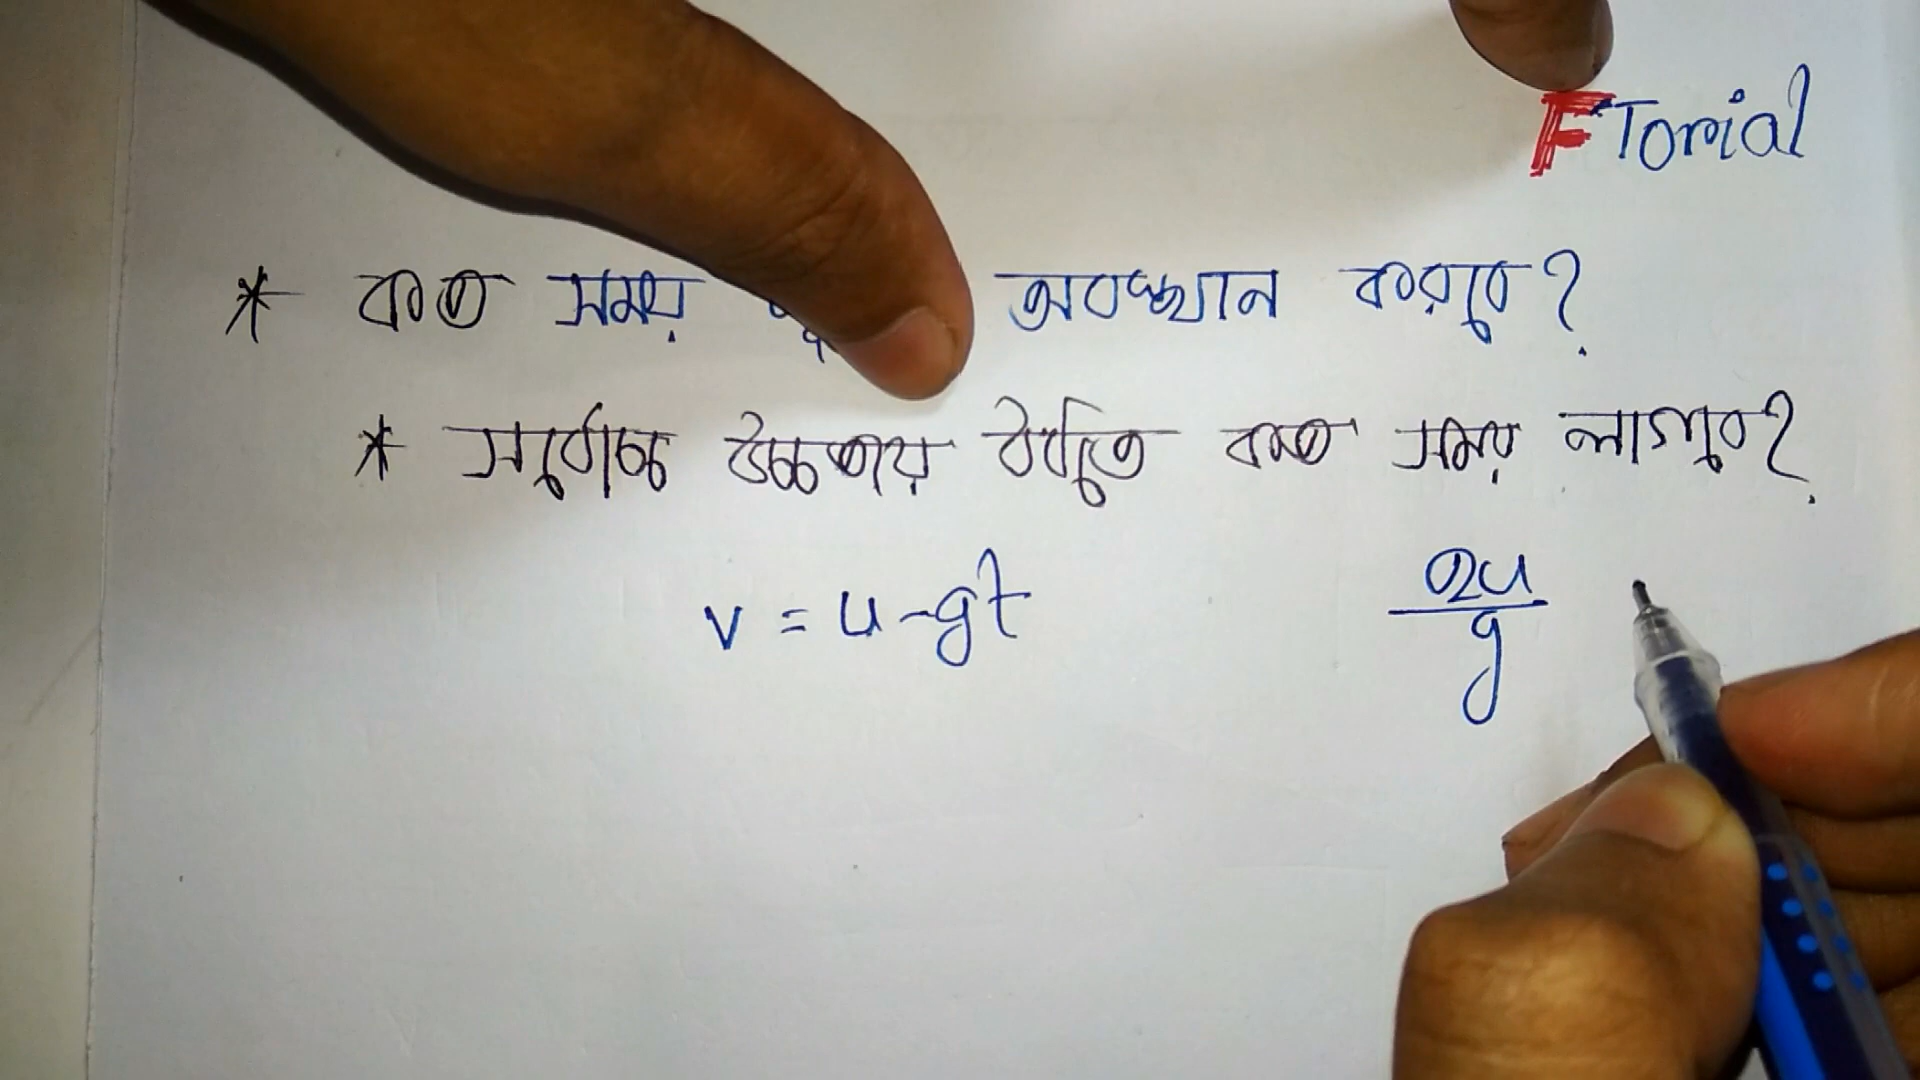 FTorial
* কত সময় অবস্থান করবে?
* সর্বোচ্চ উচ্চতায় উঠতে কত সময় লাগবে?
v = u - gt
2u
g